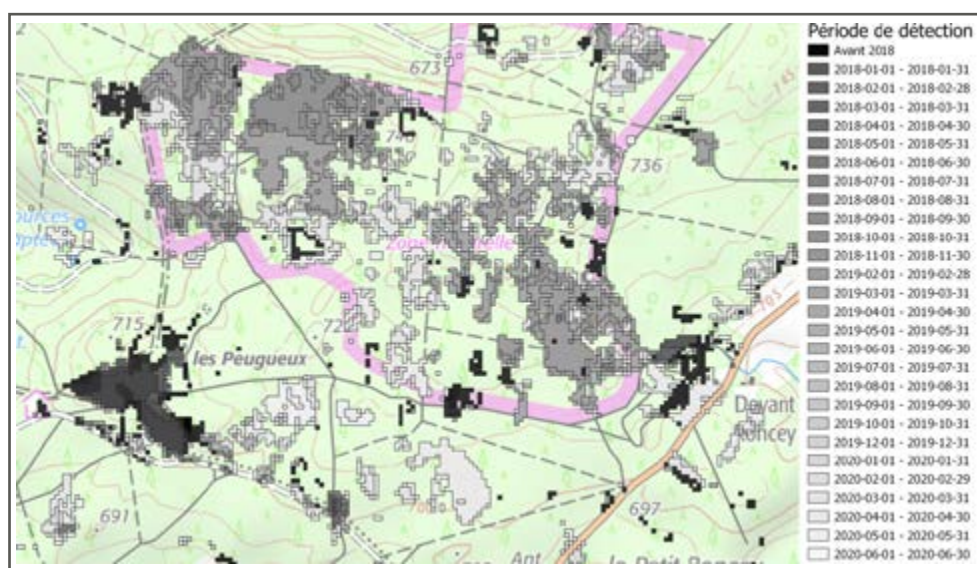 673
745
736
715
les Peugueux
722
705
Devant
Roncey
691
697
Ant
Période de détection
Avant 2018
2018-01-01 - 2018-01-31
2018-02-01 - 2018-02-28
2018-03-01 - 2018-03-31
2018-04-01 - 2018-04-30
2018-05-01 - 2018-05-31
2018-06-01 - 2018-06-30
2018-07-01 - 2018-07-31
2018-08-01 - 2018-08-31
2018-09-01 - 2018-09-30
2018-10-01 - 2018-10-31
2018-11-01 - 2018-11-30
2019-02-01 - 2019-02-28
2019-03-01 - 2019-03-31
2019-04-01 - 2019-04-30
2019-05-01 - 2019-05-31
2019-06-01 - 2019-06-30
2019-07-01 - 2019-07-31
2019-08-01 - 2019-08-31
2019-09-01 - 2019-09-30
2019-10-01 - 2019-10-31
2019-12-01 - 2019-12-31
2020-01-01 - 2020-01-31
2020-02-01 - 2020-02-29
2020-03-01 - 2020-03-31
2020-04-01 - 2020-04-30
2020-05-01 - 2020-05-31
2020-06-01 - 2020-06-30